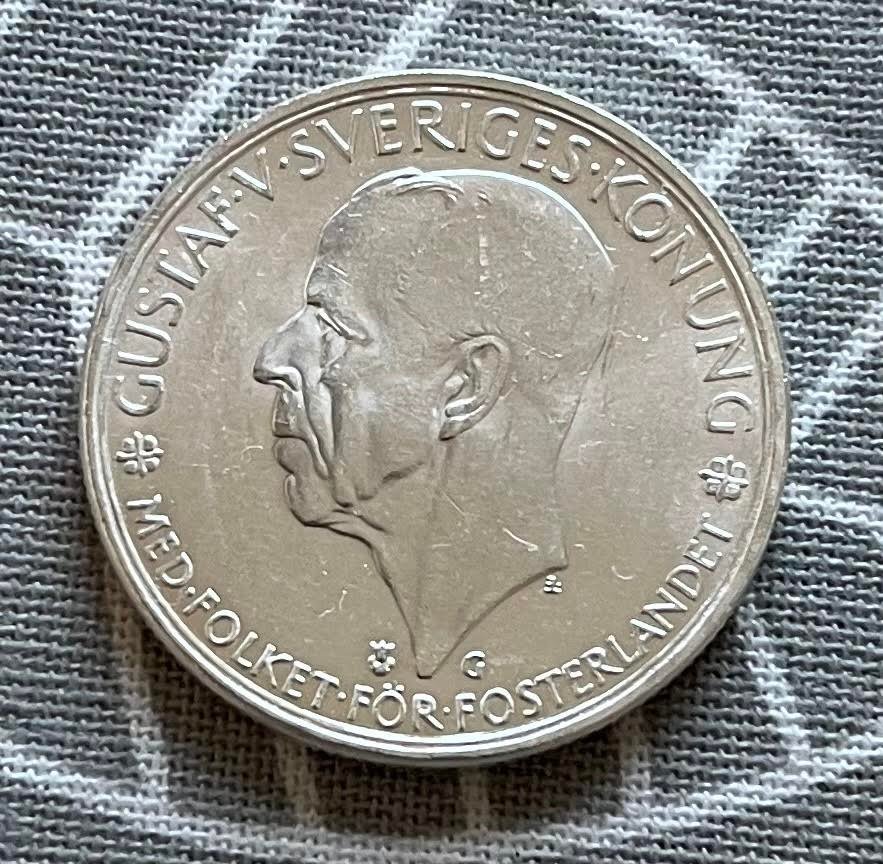 GUSTAF·V·SVERIGES·KONUNG
MED·FOLKET·FÖR·FOSTERLANDET
G